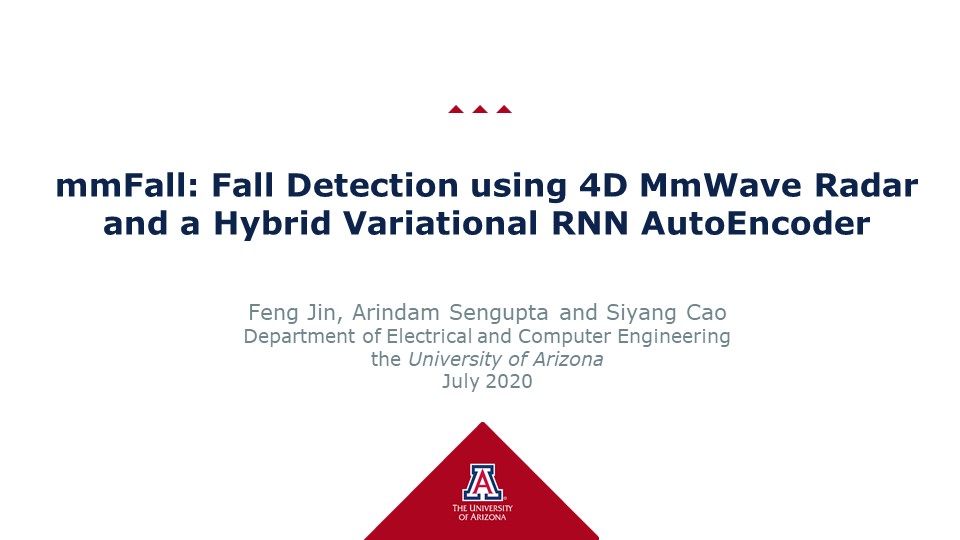 mmFall: Fall Detection using 4D MmWave Radar
and a Hybrid Variational RNN AutoEncoder
Feng Jin, Arindam Sengupta and Siyang Cao
Department of Electrical and Computer Engineering
the University of Arizona
July 2020
A
THE UNIVERSITY
OF ARIZONA